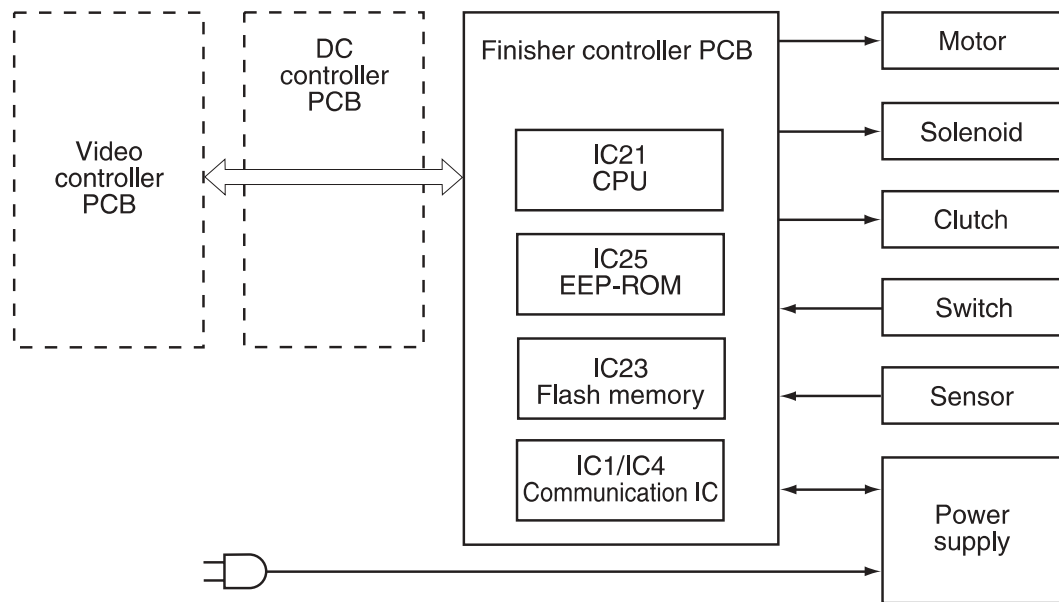 Video
controller
PCB
DC
controller
PCB
Finisher controller PCB
IC21
CPU
IC25
EEP-ROM
IC23
Flash memory
IC1/IC4
Communication IC
Motor
Solenoid
Clutch
Switch
Sensor
Power
supply